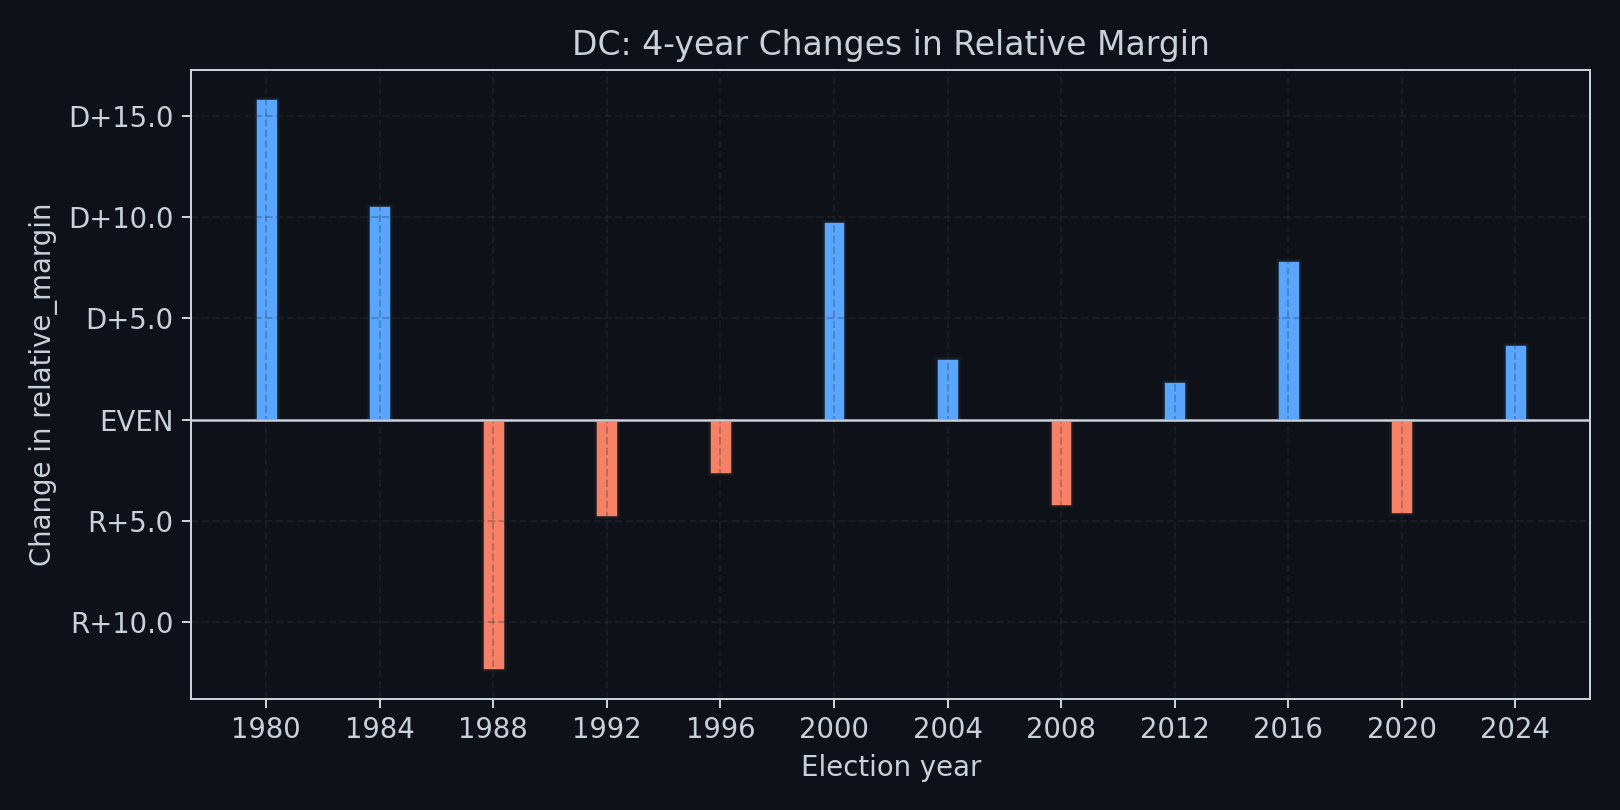 DC: 4-year Changes in Relative Margin
Change in relative_margin
D+15.0
D+10.0
D+5.0
EVEN
R+5.0
R+10.0
1980 1984 1988 1992 1996 2000 2004 2008 2012 2016 2020 2024
Election year